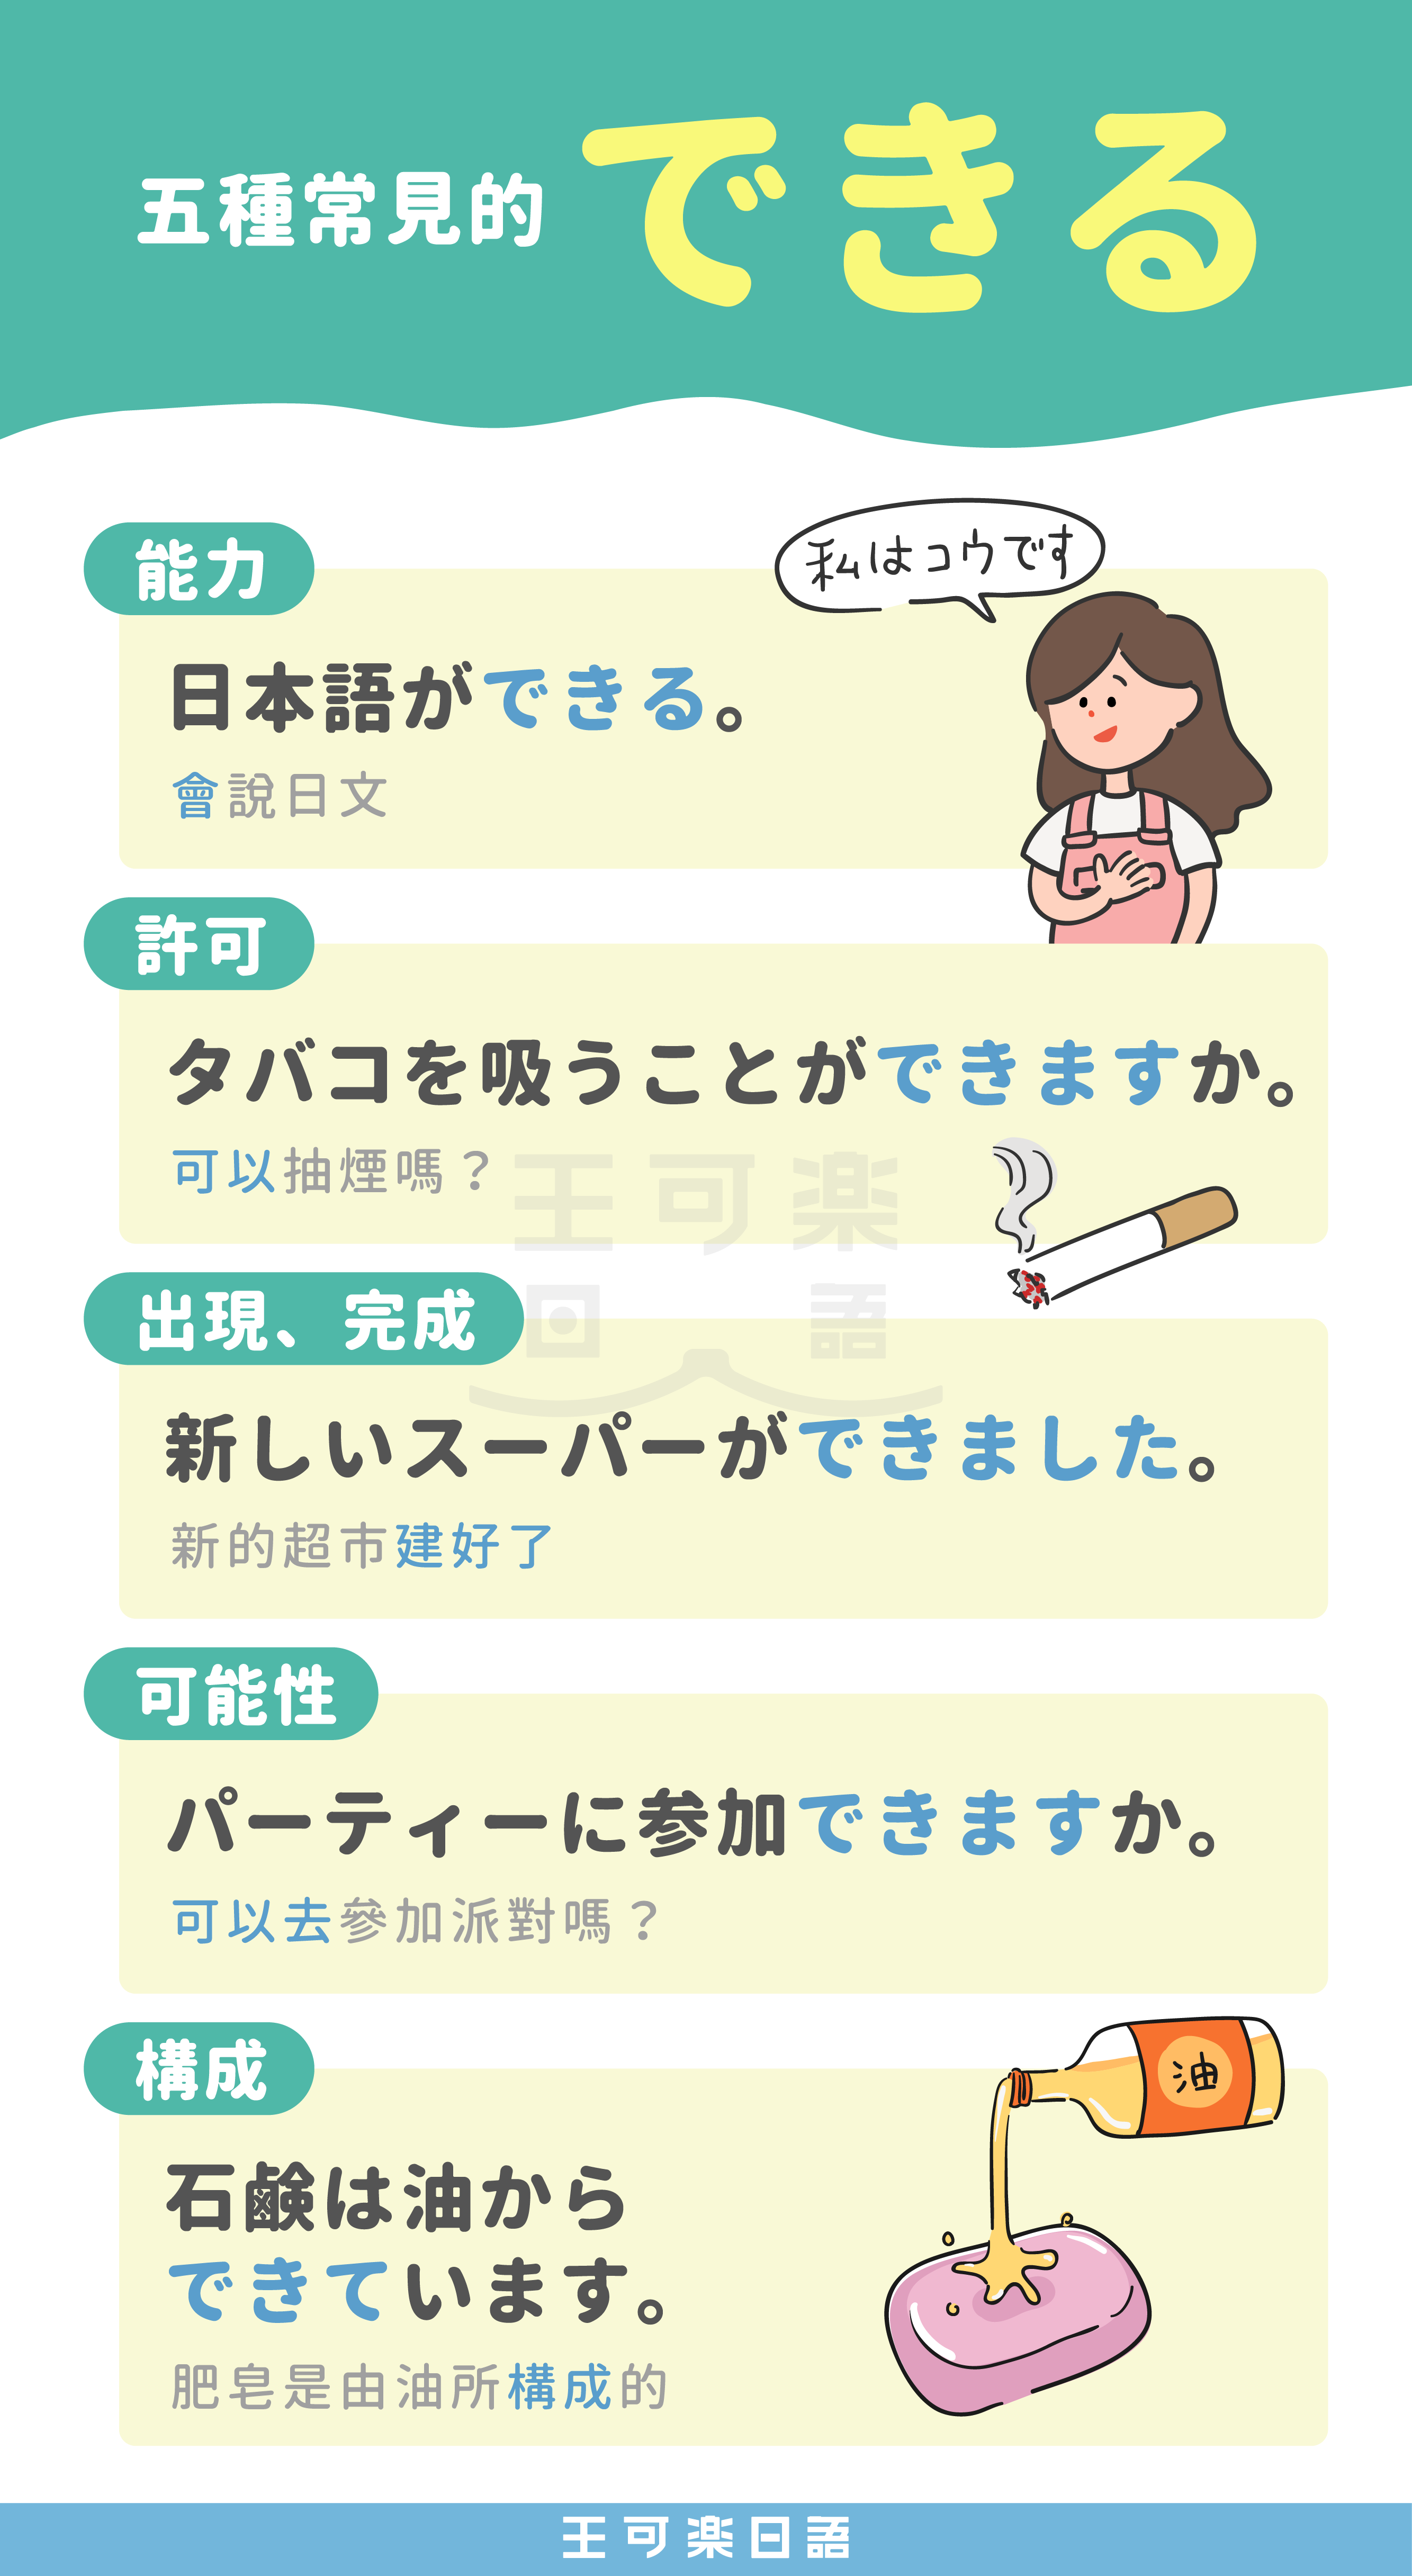 五種常見的できる
能力
私はコウです
日本語ができる。
會說日文
許可
タバコを吸うことができますか。
可以抽煙嗎？
王可楽
日語
出現、完成
新しいスーパーができました。
新的超市建好了
可能性
パーティーに参加できますか。
可以去參加派對嗎？
構成
油
石鹸は油から
できています。
肥皂是由油所構成的
王可楽日語